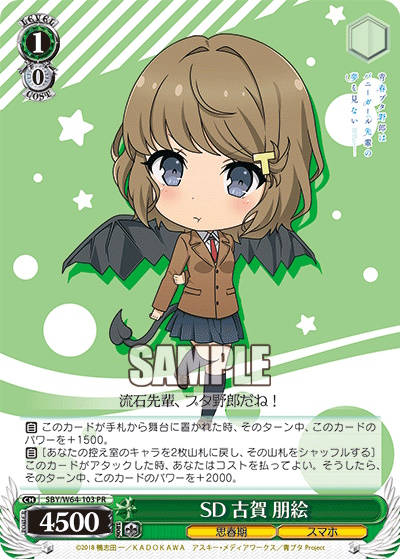 LEVEL
1
0
COST
青春ブタ野郎は
バニーガール先輩の
夢を見ない
T
SAMPLE
流石先輩、ブタ野郎だね！
自 このカードが手札から舞台に置かれた時、そのターン中、このカードの
パワーを＋1500。
自 ［あなたの控え室のキャラを2枚山札に戻し、その山札をシャッフルする］
このカードがアタックした時、あなたはコストを払ってよい。そうしたら、
そのターン中、このカードのパワーを＋2000。
CH SBY/W64-103 PR
4500
SD 古賀 朋絵
思春期
スマホ
©2018 鴨志田 一／KADOKAWA アスキー・メディアワークス／青ブタ Project